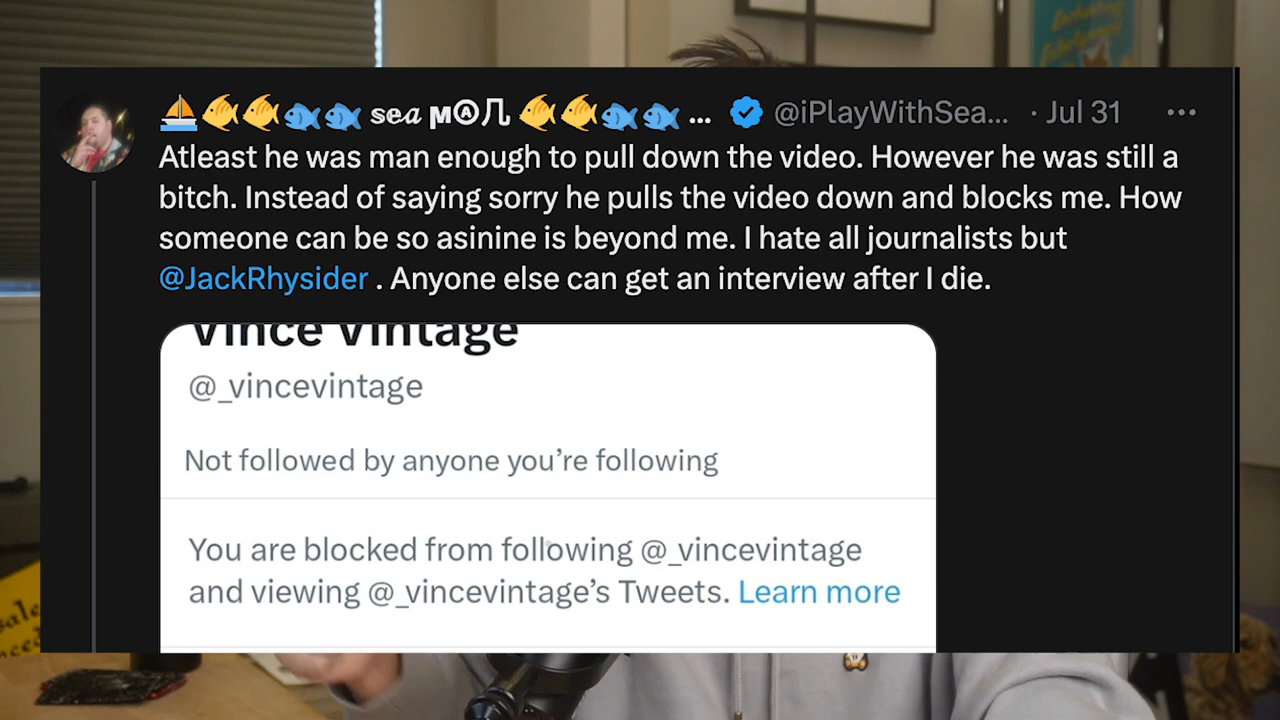 ⛵🐠🐠🐟🐟 𝓼𝓮𝒶 ᴍⒶ几 🐠🐠🐟🐟 ... @iPlayWithSea... · Jul 31 ...
Atleast he was man enough to pull down the video. However he was still a
bitch. Instead of saying sorry he pulls the video down and blocks me. How
someone can be so asinine is beyond me. I hate all journalists but
@JackRhysider . Anyone else can get an interview after I die.
Vince Vintage
@_vincevintage
Not followed by anyone you're following
You are blocked from following @_vincevintage
and viewing @_vincevintage's Tweets. Learn more